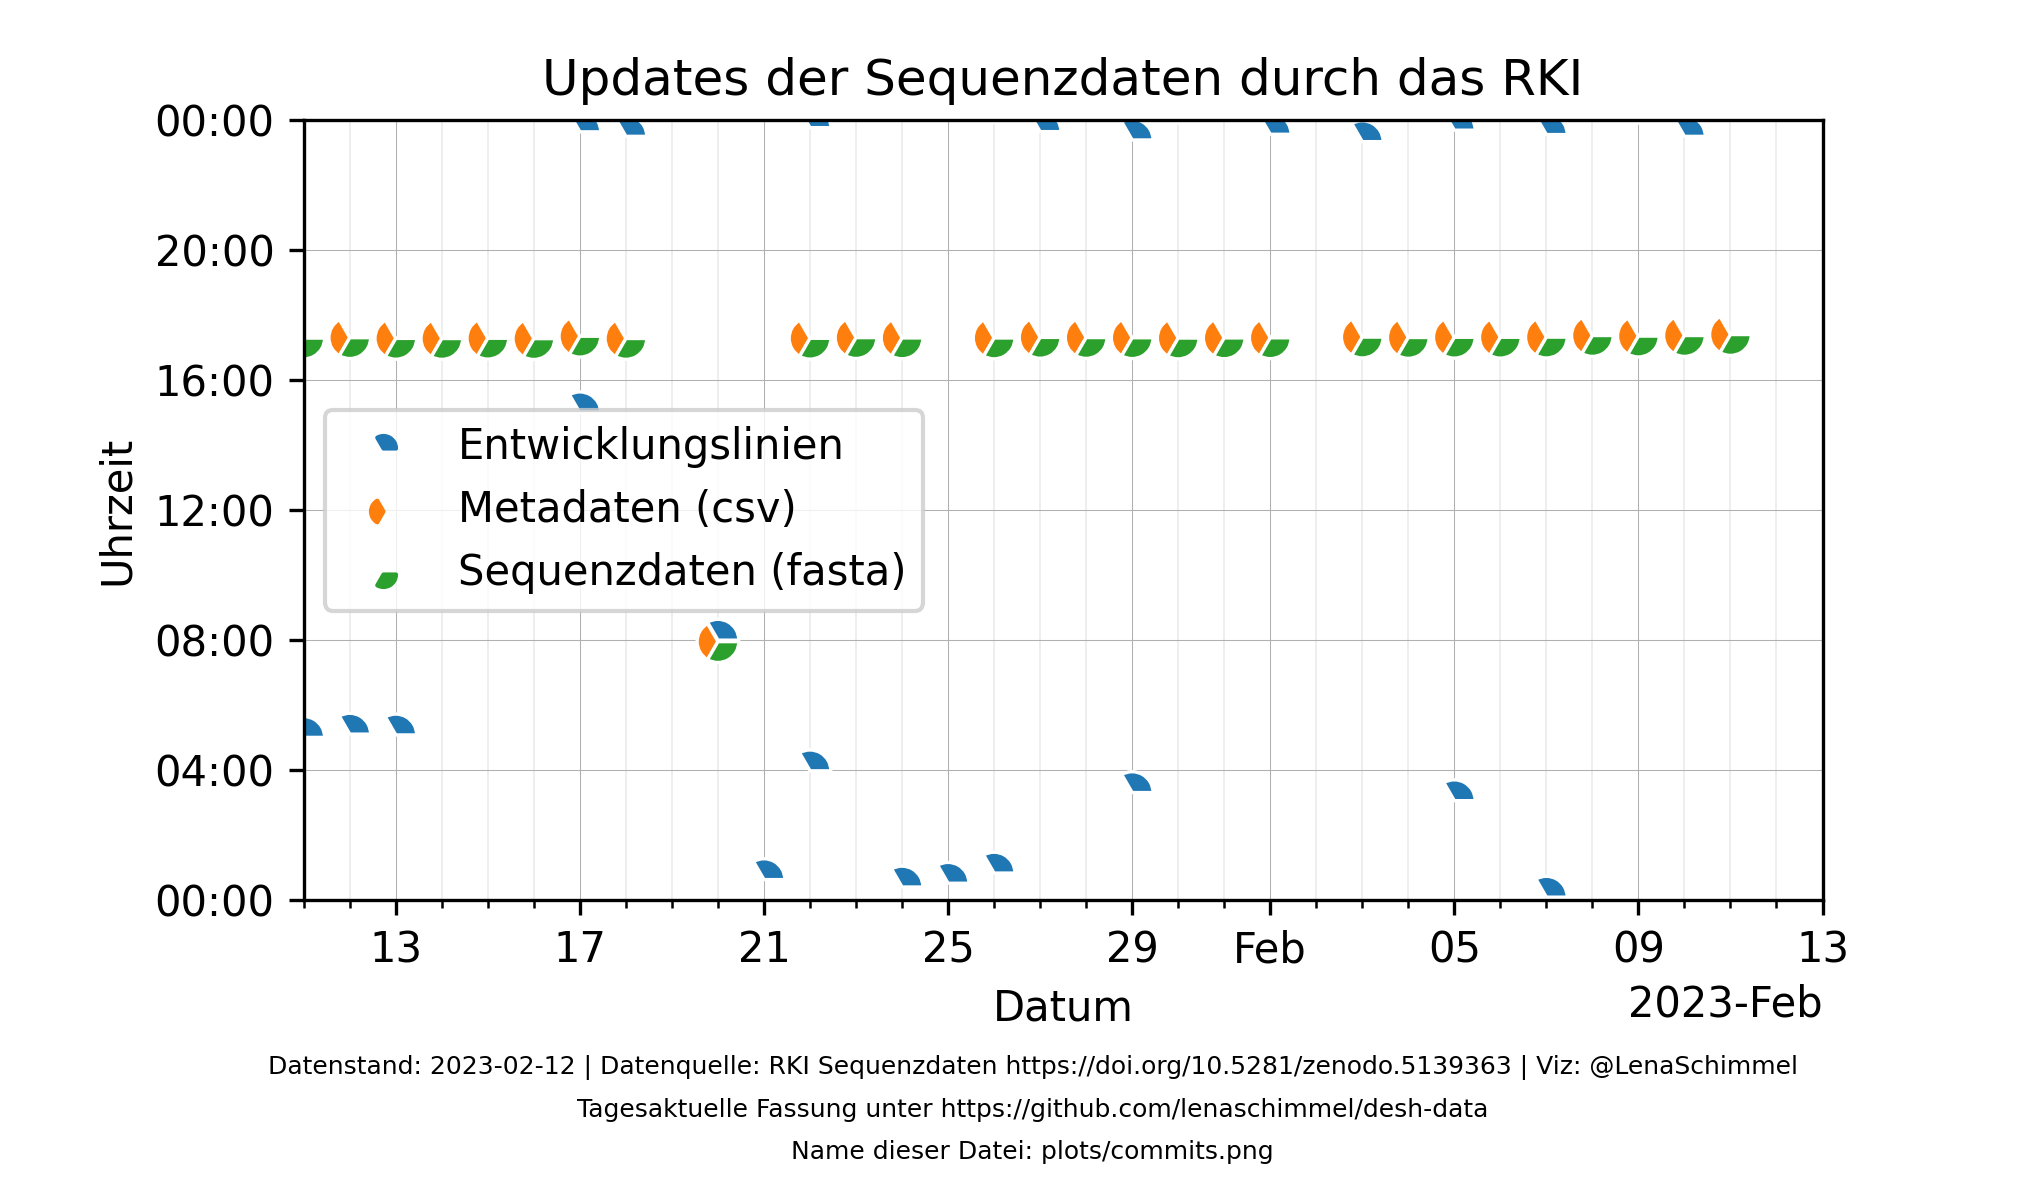 Updates der Sequenzdaten durch das RKI
00:00
20:00
16:00
12:00
08:00
04:00
00:00
Uhrzeit
Entwicklungslinien
Metadaten (csv)
Sequenzdaten (fasta)
13 17 21 25 29 Feb 05 09 13
2023-Feb
Datum
Datenstand: 2023-02-12 | Datenquelle: RKI Sequenzdaten https://doi.org/10.5281/zenodo.5139363 | Viz: @LenaSchimmel
Tagesaktuelle Fassung unter https://github.com/lenaschimmel/desh-data
Name dieser Datei: plots/commits.png